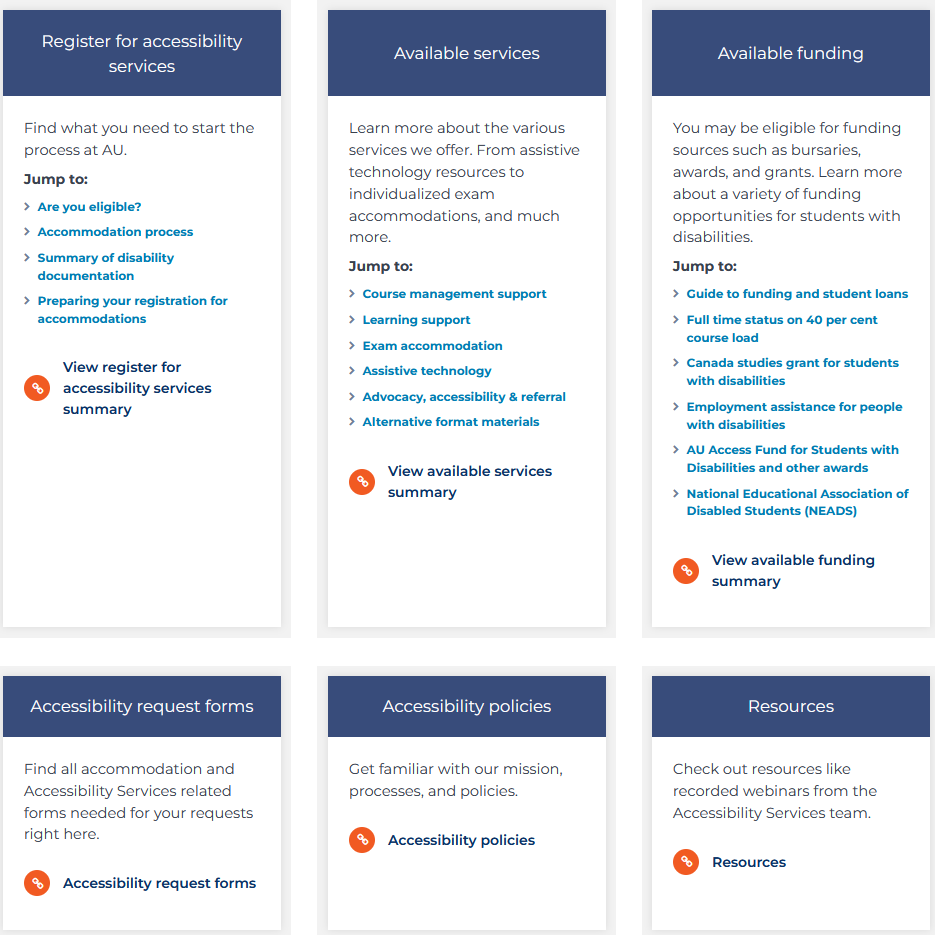 Register for accessibility
services
Find what you need to start the
process at AU.
Jump to:
Are you eligible?
Accommodation process
Summary of disability
documentation
Preparing your registration for
accommodations
View register for
accessibility services
summary
Available services
Learn more about the various
services we offer. From assistive
technology resources to
individualized exam
accommodations, and much
more.
Jump to:
Course management support
Learning support
Exam accommodation
Assistive technology
Advocacy, accessibility & referral
Alternative format materials
View available services
summary
Available funding
You may be eligible for funding
sources such as bursaries,
awards, and grants. Learn more
about a variety of funding
opportunities for students with
disabilities.
Jump to:
Guide to funding and student loans
Full time status on 40 per cent
course load
Canada studies grant for students
with disabilities
Employment assistance for people
with disabilities
AU Access Fund for Students with
Disabilities and other awards
National Educational Association of
Disabled Students (NEADS)
View available funding
summary
Accessibility request forms
Find all accommodation and
Accessibility Services related
forms needed for your requests
right here.
Accessibility request forms
Accessibility policies
Get familiar with our mission,
processes, and policies.
Accessibility policies
Resources
Check out resources like
recorded webinars from the
Accessibility Services team.
Resources